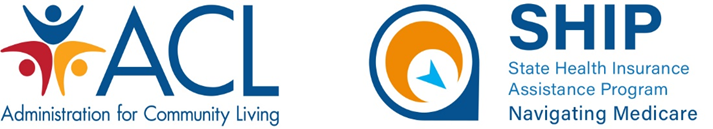 ACL
Administration for Community Living
SHIP
State Health Insurance
Assistance Program
Navigating Medicare